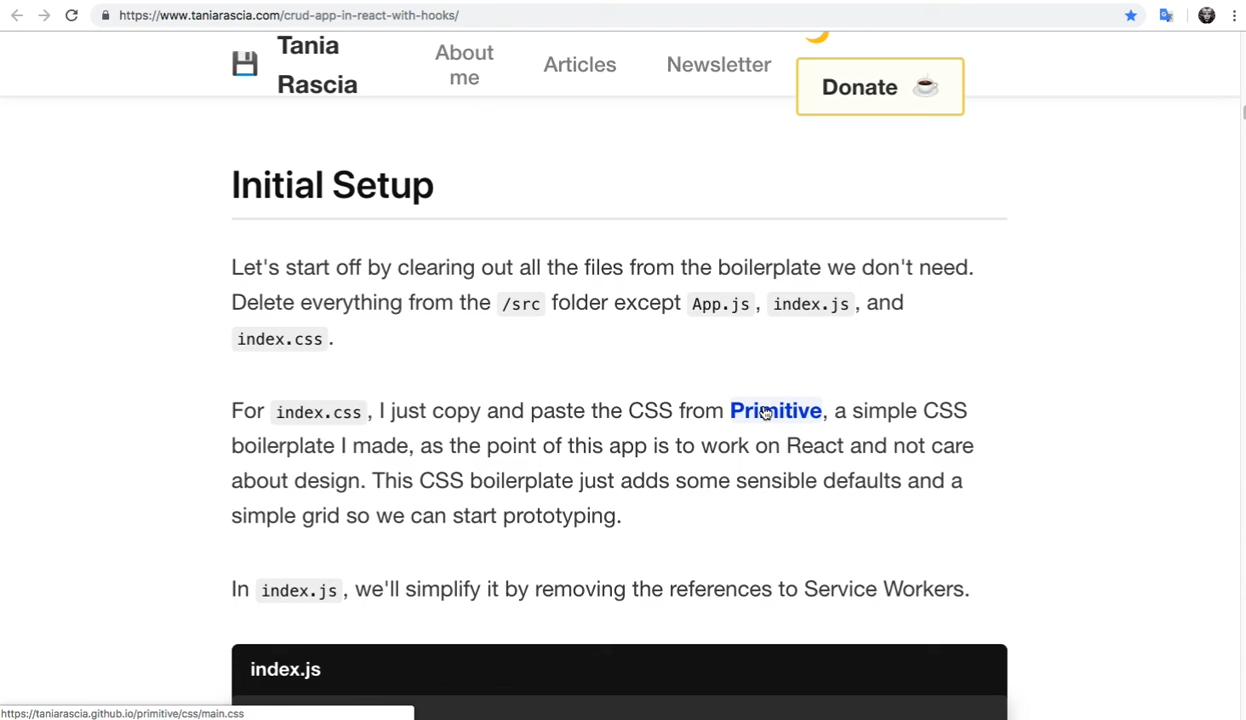 https://www.taniarascia.com/crud-app-in-react-with-hooks/
Tania
Rascia
About
me
Articles
Newsletter
Donate
Initial Setup
Let's start off by clearing out all the files from the boilerplate we don't need.
Delete everything from the /src folder except App.js, index.js, and
index.css.
For index.css, I just copy and paste the CSS from Primitive, a simple CSS
boilerplate I made, as the point of this app is to work on React and not care
about design. This CSS boilerplate just adds some sensible defaults and a
simple grid so we can start prototyping.
In index.js, we'll simplify it by removing the references to Service Workers.
index.js
https://taniarascia.github.io/primitive/css/main.css